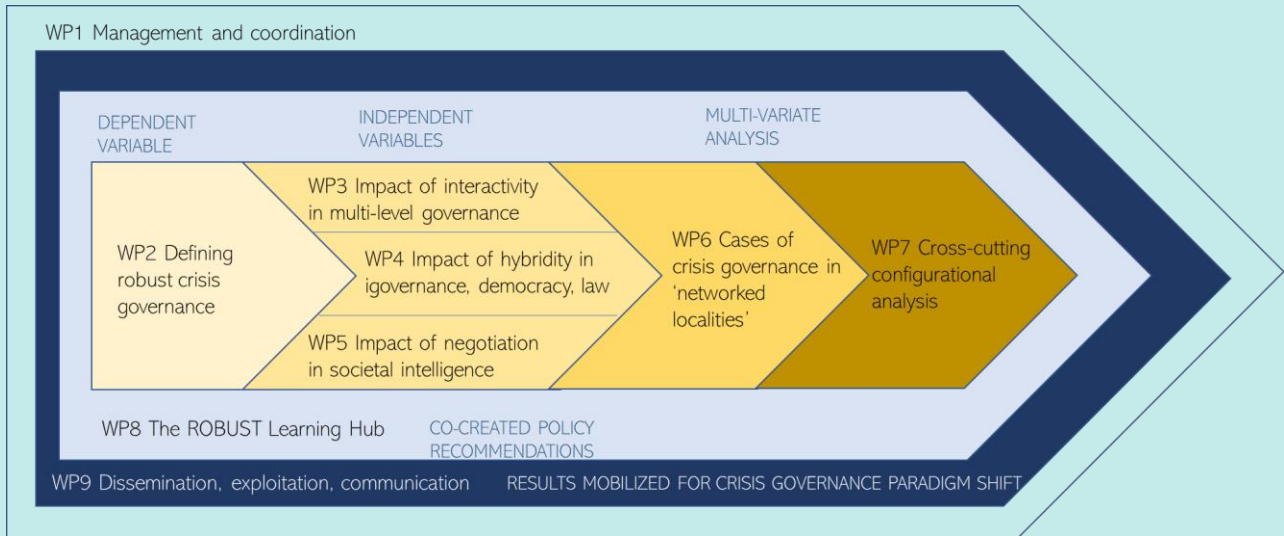 WP1 Management and coordination
DEPENDENT
VARIABLE
INDEPENDENT
VARIABLES
MULTI-VARIATE
ANALYSIS
WP2 Defining
robust crisis
governance
WP3 Impact of interactivity
in multi-level governance
WP4 Impact of hybridity in
igovernance, democracy, law
WP5 Impact of negotiation
in societal intelligence
WP6 Cases of
crisis governance in
‘networked
localities’
WP7 Cross-cutting
configurational
analysis
WP8 The ROBUST Learning Hub
CO-CREATED POLICY
RECOMMENDATIONS
WP9 Dissemination, exploitation, communication
RESULTS MOBILIZED FOR CRISIS GOVERNANCE PARADIGM SHIFT